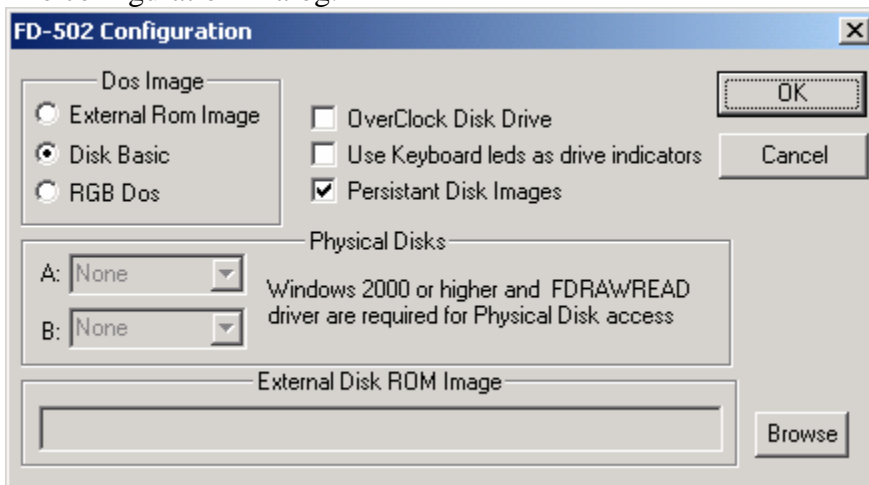 FD-502 Configuration
Dos Image
External Rom Image
Disk Basic
RGB Dos
OverClock Disk Drive
Use Keyboard leds as drive indicators
Persistant Disk Images
OK
Cancel
Physical Disks
A: None
B: None
Windows 2000 or higher and FDRAWREAD
driver are required for Physical Disk access
External Disk ROM Image
Browse